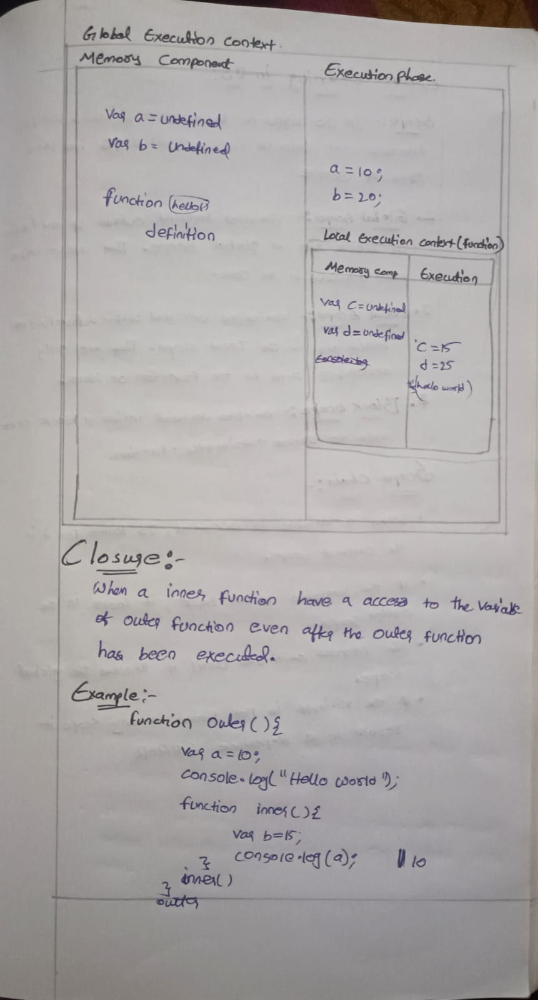 Global Execution context.
Memory Component
Execution phase.
Var a = undefined
var b = undefined
function hello()
definition
a = 10;
b = 20;
Local execution context (function)
Memory comp
Execution
var c = undefined
var d = undefined
C = 15
d = 25
(hello world)
Closure:-
When a inner function have a access to the variable
of outer function even after the outer function
has been executed.
Example:-
function outer(){
var a = 10;
console.log("Hello world");
function inner(){
var b=15;
console.log(a); 10
}
inner()
}
outer